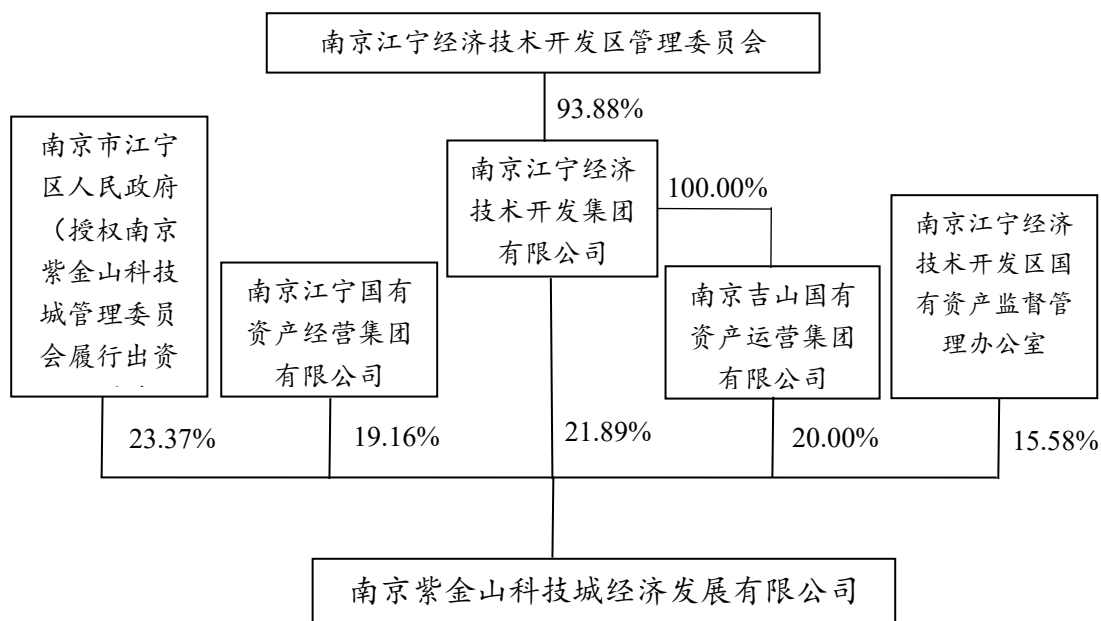 南京江宁经济技术开发区管理委员会
93.88%
南京市江宁
区人民政府
（授权南京
紫金山科技
城管理委员
会履行出资
南京江宁经济
技术开发集团
有限公司
100.00%
南京江宁国有
资产经营集团
有限公司
南京吉山国有
资产运营集团
有限公司
南京江宁经济
技术开发区国
有资产监督管
理办公室
23.37%
19.16%
21.89%
20.00%
15.58%
南京紫金山科技城经济发展有限公司